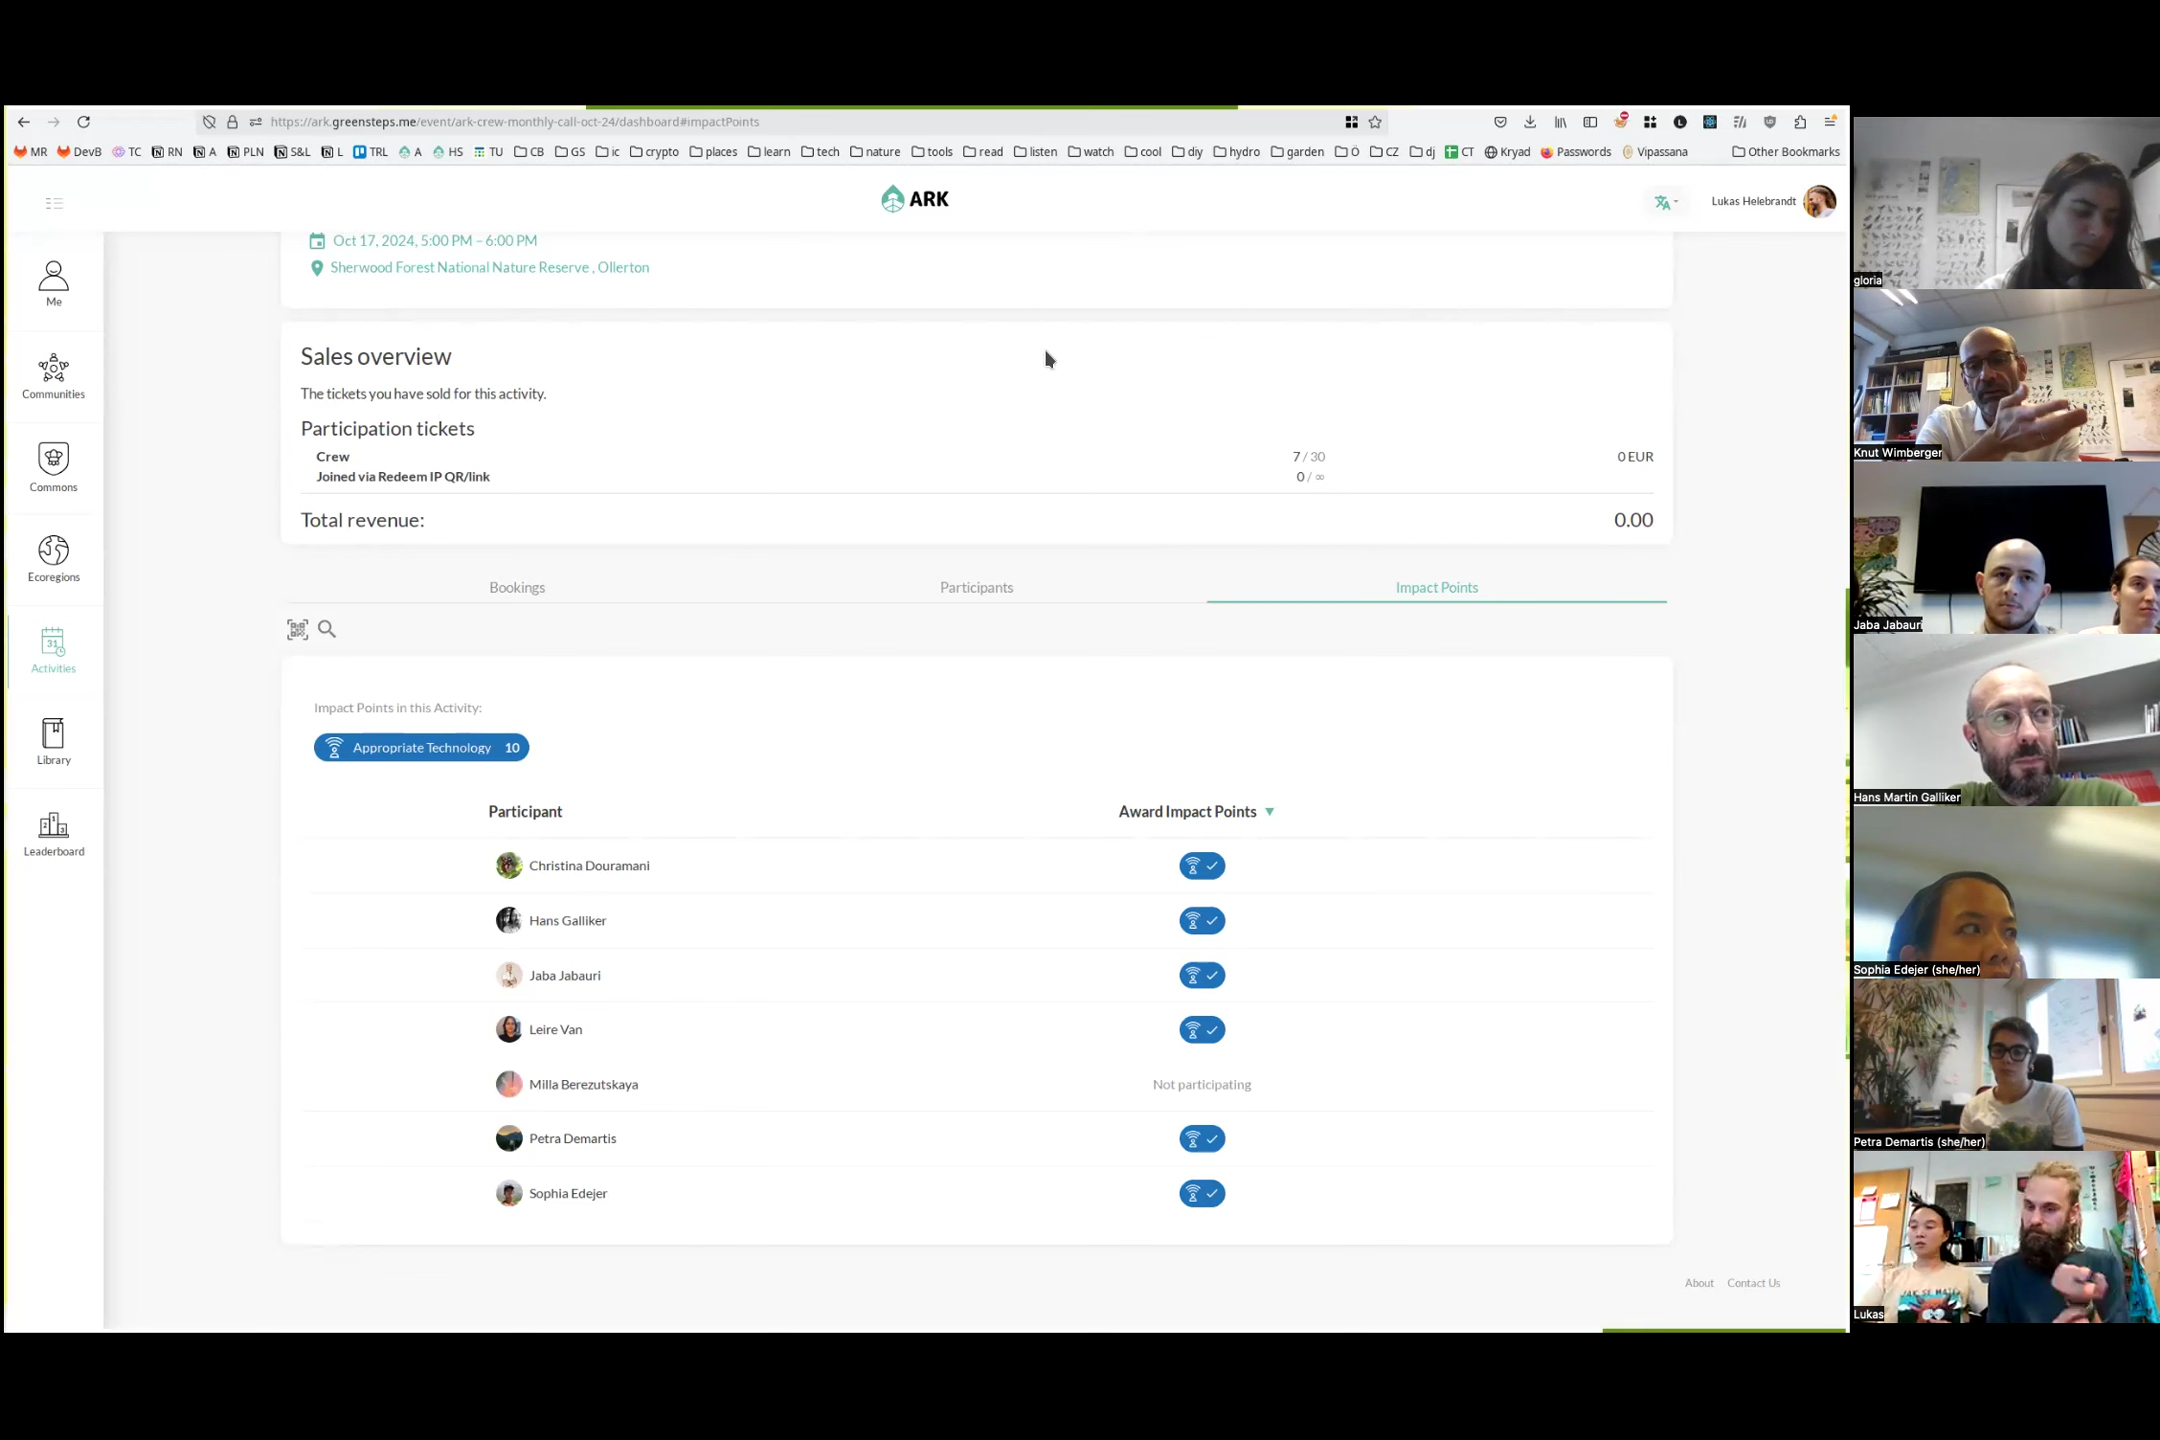 https://ark.greensteps.me/event/ark-crew-monthly-call-oct-24/dashboard#impactPoints
MR DevB TC RN A PLN S&L L TRL A HS TU CB GS ic crypto places learn tech nature tools read listen watch cool diy hydro garden Ö CZ dj CT Kryad Passwords Vipassana Other Bookmarks
ARK
Lukas Helebrandt
Me
Communities
Commons
Ecoregions
31
Activities
Library
Leaderboard
Oct 17, 2024, 5:00 PM – 6:00 PM
Sherwood Forest National Nature Reserve , Ollerton
Sales overview
The tickets you have sold for this activity.
Participation tickets
Crew 7 / 30 0 EUR
Joined via Redeem IP QR/link 0 / ∞
Total revenue: 0.00
Bookings Participants Impact Points
Impact Points in this Activity:
Appropriate Technology 10
Participant Award Impact Points
Christina Douramani
Hans Galliker
Jaba Jabauri
Leire Van
Milla Berezutskaya Not participating
Petra Demartis
Sophia Edejer
About Contact Us
gloria
Knut Wimberger
Jaba Jabauri
Hans Martin Galliker
Sophia Edejer (she/her)
Petra Demartis (she/her)
Lukas